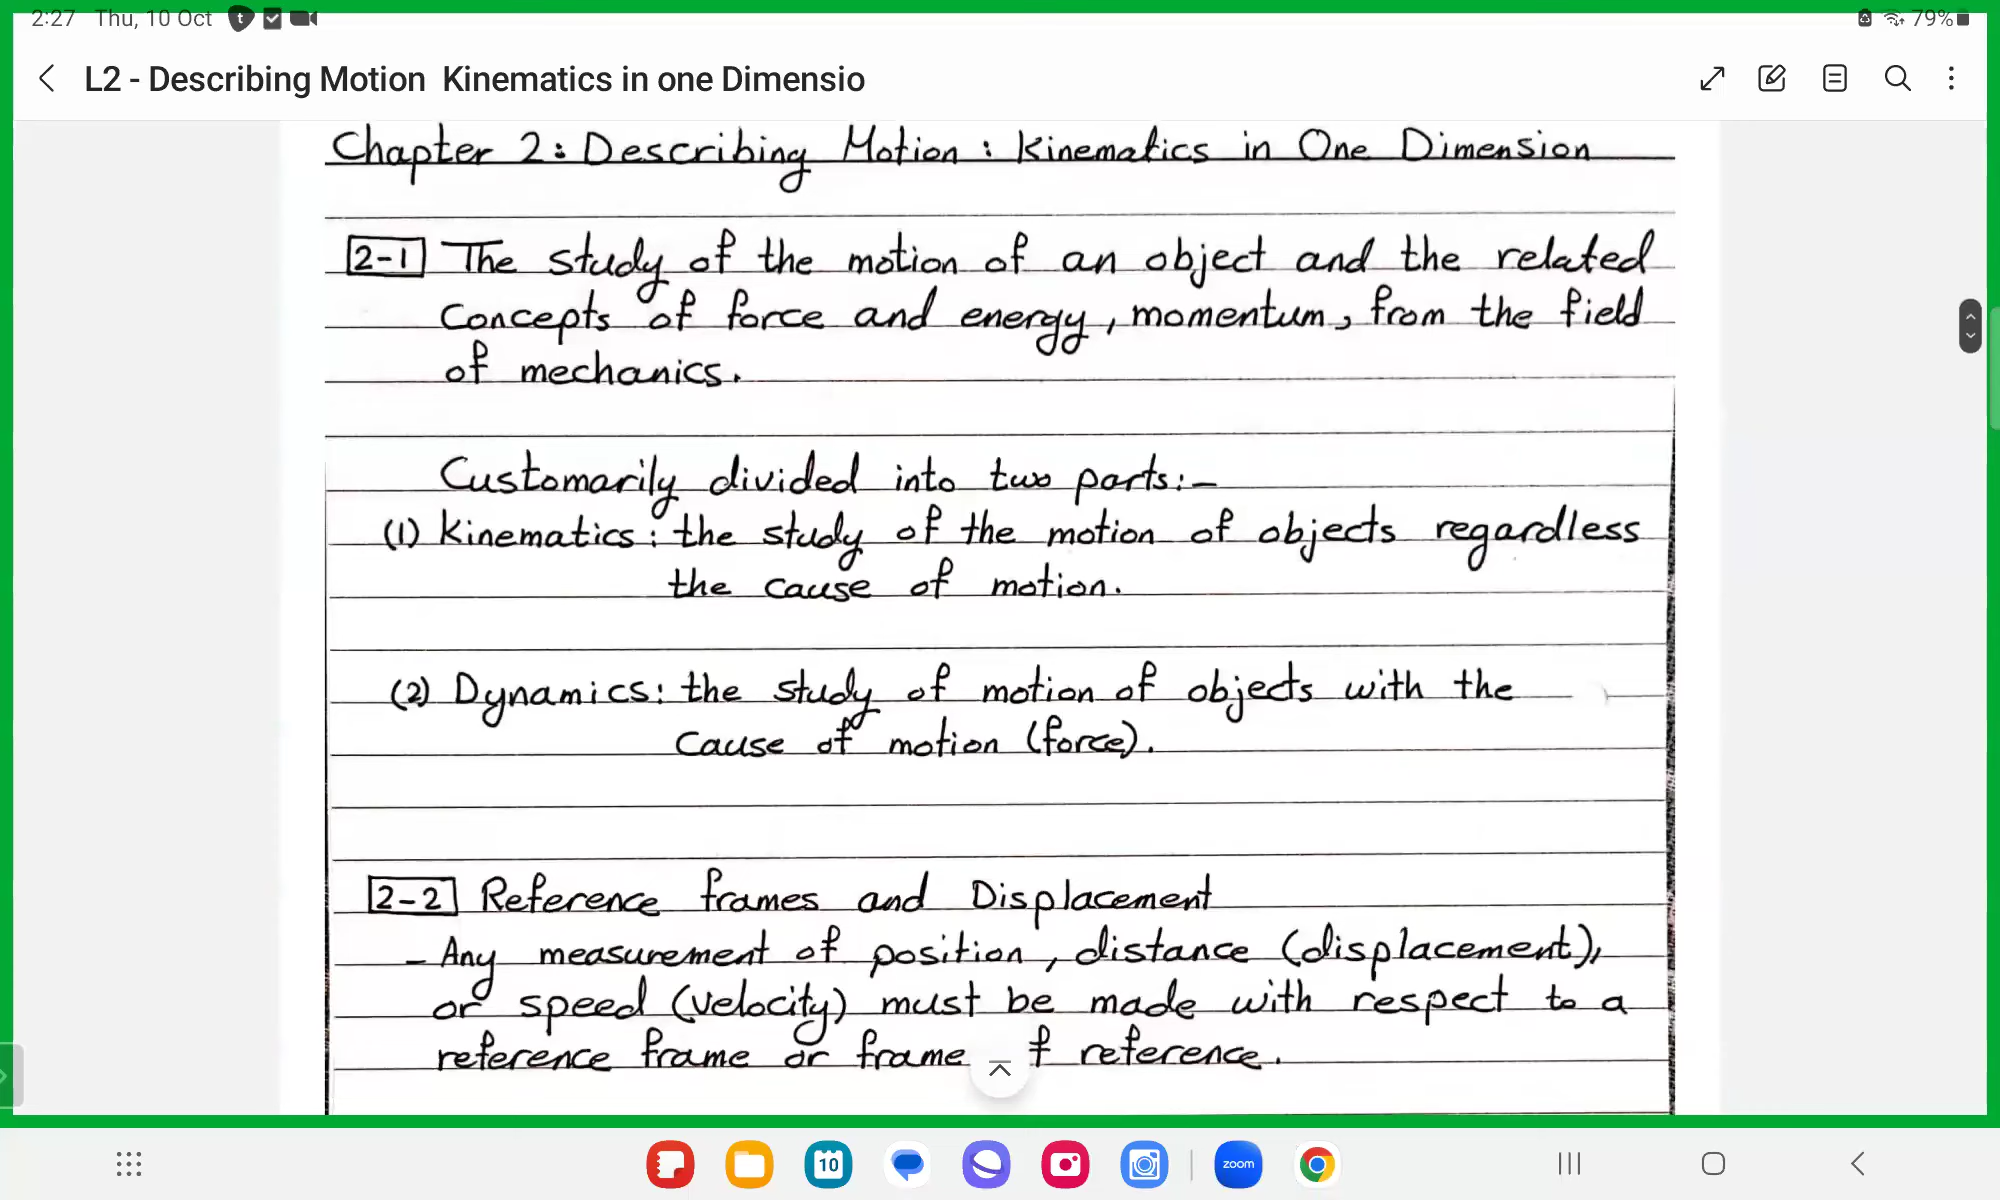 2:27 Thu, 10 Oct t 79%
L2 - Describing Motion Kinematics in one Dimensio
Chapter 2: Describing Motion: Kinematics in One Dimension
2-1 The study of the motion of an object and the related
Concepts of force and energy, momentum, from the field
of mechanics.
Customarily divided into two parts:-
(1) Kinematics: the study of the motion of objects regardless
the cause of motion.
(2) Dynamics: the study of motion of objects with the
Cause of motion (force).
2-2 Reference frames and Displacement
- Any measurement of position, distance (displacement),
or speed (velocity) must be made with respect to a
reference frame or frame f reference.
10 zoom